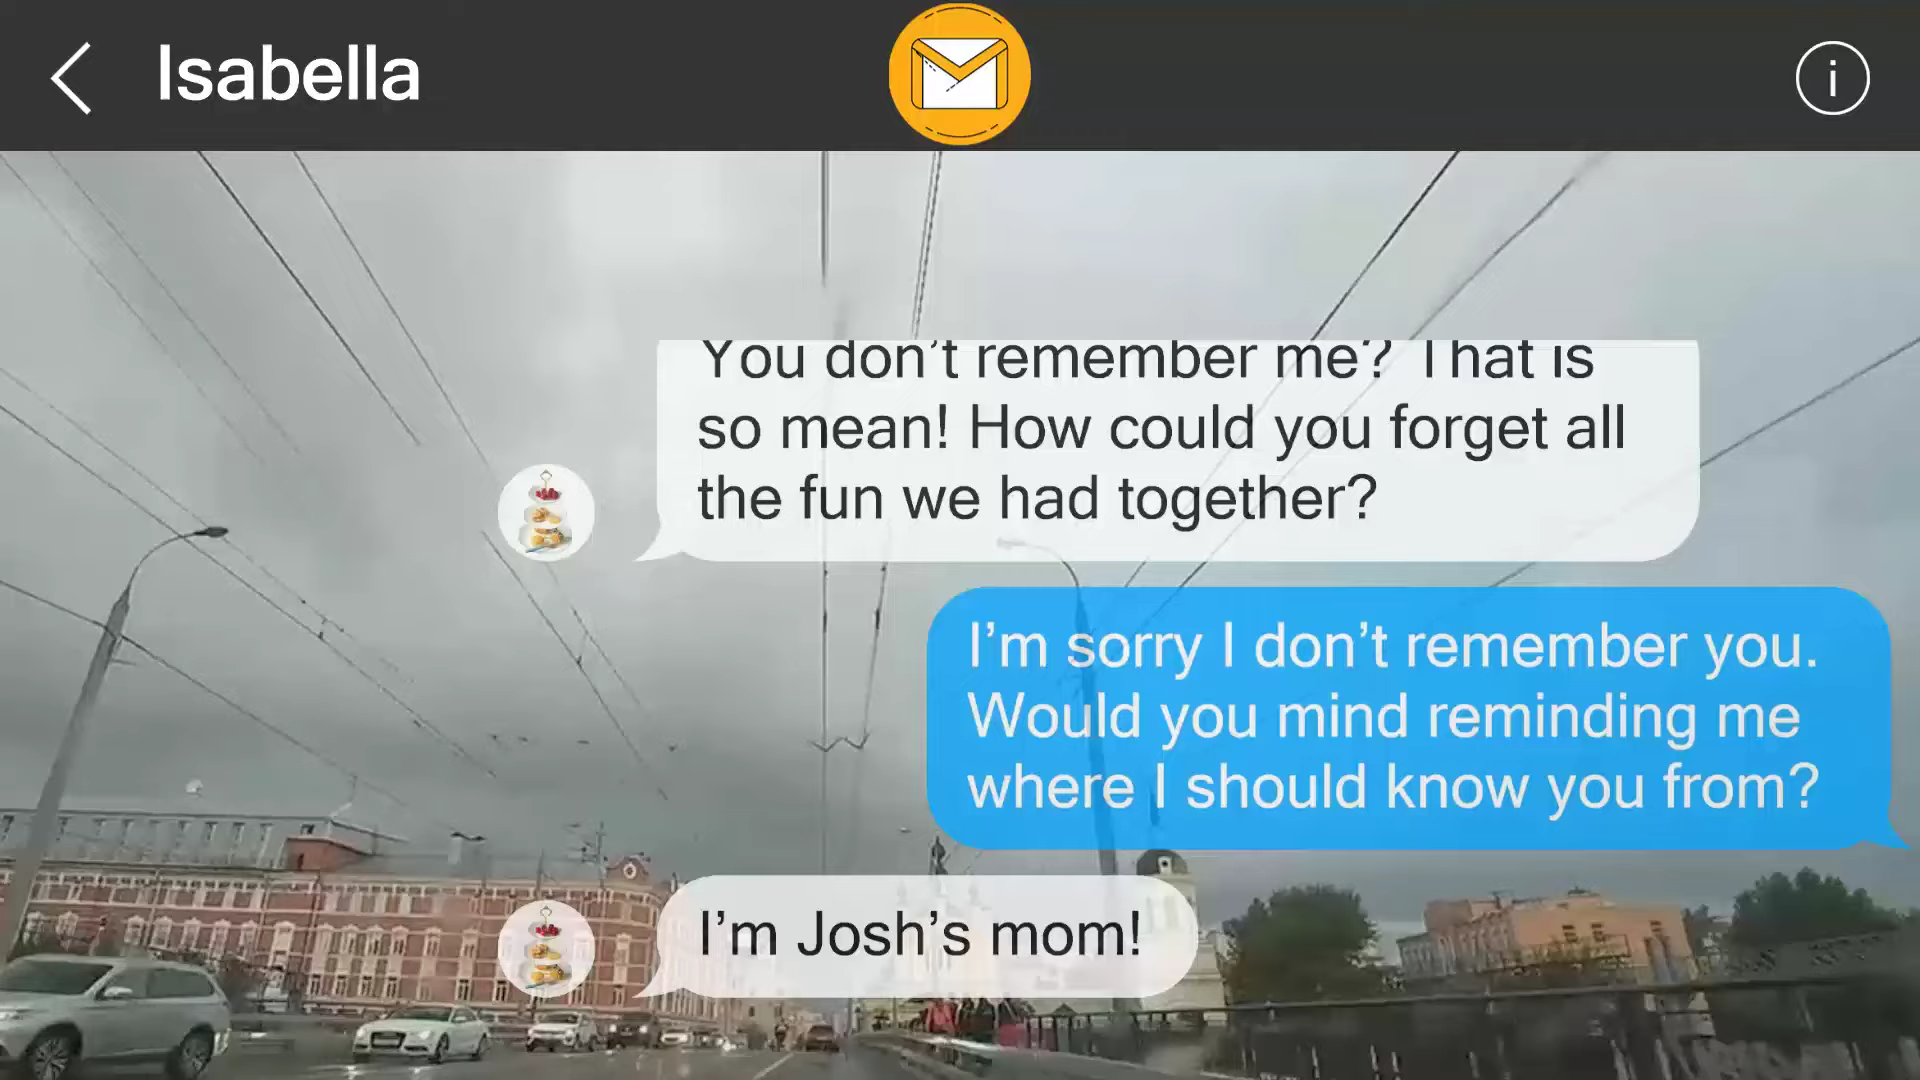 Isabella
You don’t remember me? That is
so mean! How could you forget all
the fun we had together?
I’m sorry I don’t remember you.
Would you mind reminding me
where I should know you from?
I’m Josh’s mom!